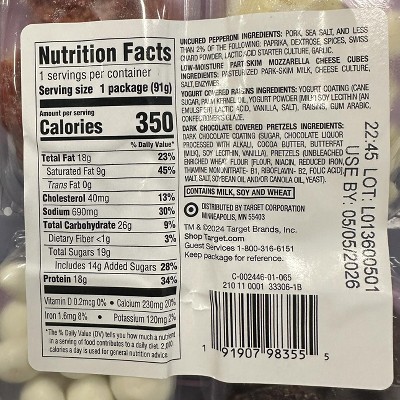 Nutrition Facts
1 servings per container
Serving size 1 package (91g)
Amount per serving
Calories 350
% Daily Value*
Total Fat 18g 23%
Saturated Fat 9g 45%
Trans Fat 0g
Cholesterol 40mg 13%
Sodium 690mg 30%
Total Carbohydrate 26g 9%
Dietary Fiber <1g 3%
Total Sugars 19g
Includes 14g Added Sugars 28%
Protein 18g 34%
Vitamin D 0.2mcg 0% • Calcium 230mg 20%
Iron 1.6mg 8% • Potassium 120mg 2%
*The % Daily Value (DV) tells you how much a nutrient
in a serving of food contributes to a daily diet. 2,000
calories a day is used for general nutrition advice.
UNCURED PEPPERONI INGREDIENTS: PORK, SEA SALT, AND LESS
THAN 2% OF THE FOLLOWING: PAPRIKA, DEXTROSE, SPICES, SWISS
CHARD POWDER, LACTIC ACID STARTER CULTURE, GARLIC.
LOW-MOISTURE PART SKIM MOZZARELLA CHEESE CUBES
INGREDIENTS: PASTEURIZED PART-SKIM MILK, CHEESE CULTURE,
SALT, ENZYMES.
YOGURT COVERED RAISINS INGREDIENTS: YOGURT COATING (CANE
SUGAR, PALM KERNEL OIL, YOGURT POWDER (MILK) SOY LECITHIN (AN
EMULSIFIER) LACTIC ACID, VANILLA, SALT), RAISINS, GUM ARABIC,
CONFECTIONER'S GLAZE.
DARK CHOCOLATE COVERED PRETZELS INGREDIENTS:
DARK CHOCOLATE COATING (SUGAR, CHOCOLATE LIQUOR
PROCESSED WITH ALKALI, COCOA BUTTER, BUTTERFAT
(MILK), SOY LECITHIN, VANILLA), PRETZELS (UNBLEACHED
ENRICHED WHEAT FLOUR (FLOUR, NIACIN, REDUCED IRON,
THIAMINE MONONITRATE- B1, RIBOFLAVIN- B2, FOLIC ACID),
MALT, SALT, SOYBEAN OIL AND/OR CANOLA OIL, YEAST).
CONTAINS MILK, SOY AND WHEAT
DISTRIBUTED BY TARGET CORPORATION
MINNEAPOLIS, MN 55403
TM & ©2024 Target Brands, Inc.
Shop Target.com
Guest Services 1-800-316-6151
Keep package for reference.
C-002446-01-065
210 11 0001 33306-1B
1 91907 98355 5
22:45 LOT: L013600501
USE BY: 05/05/2026